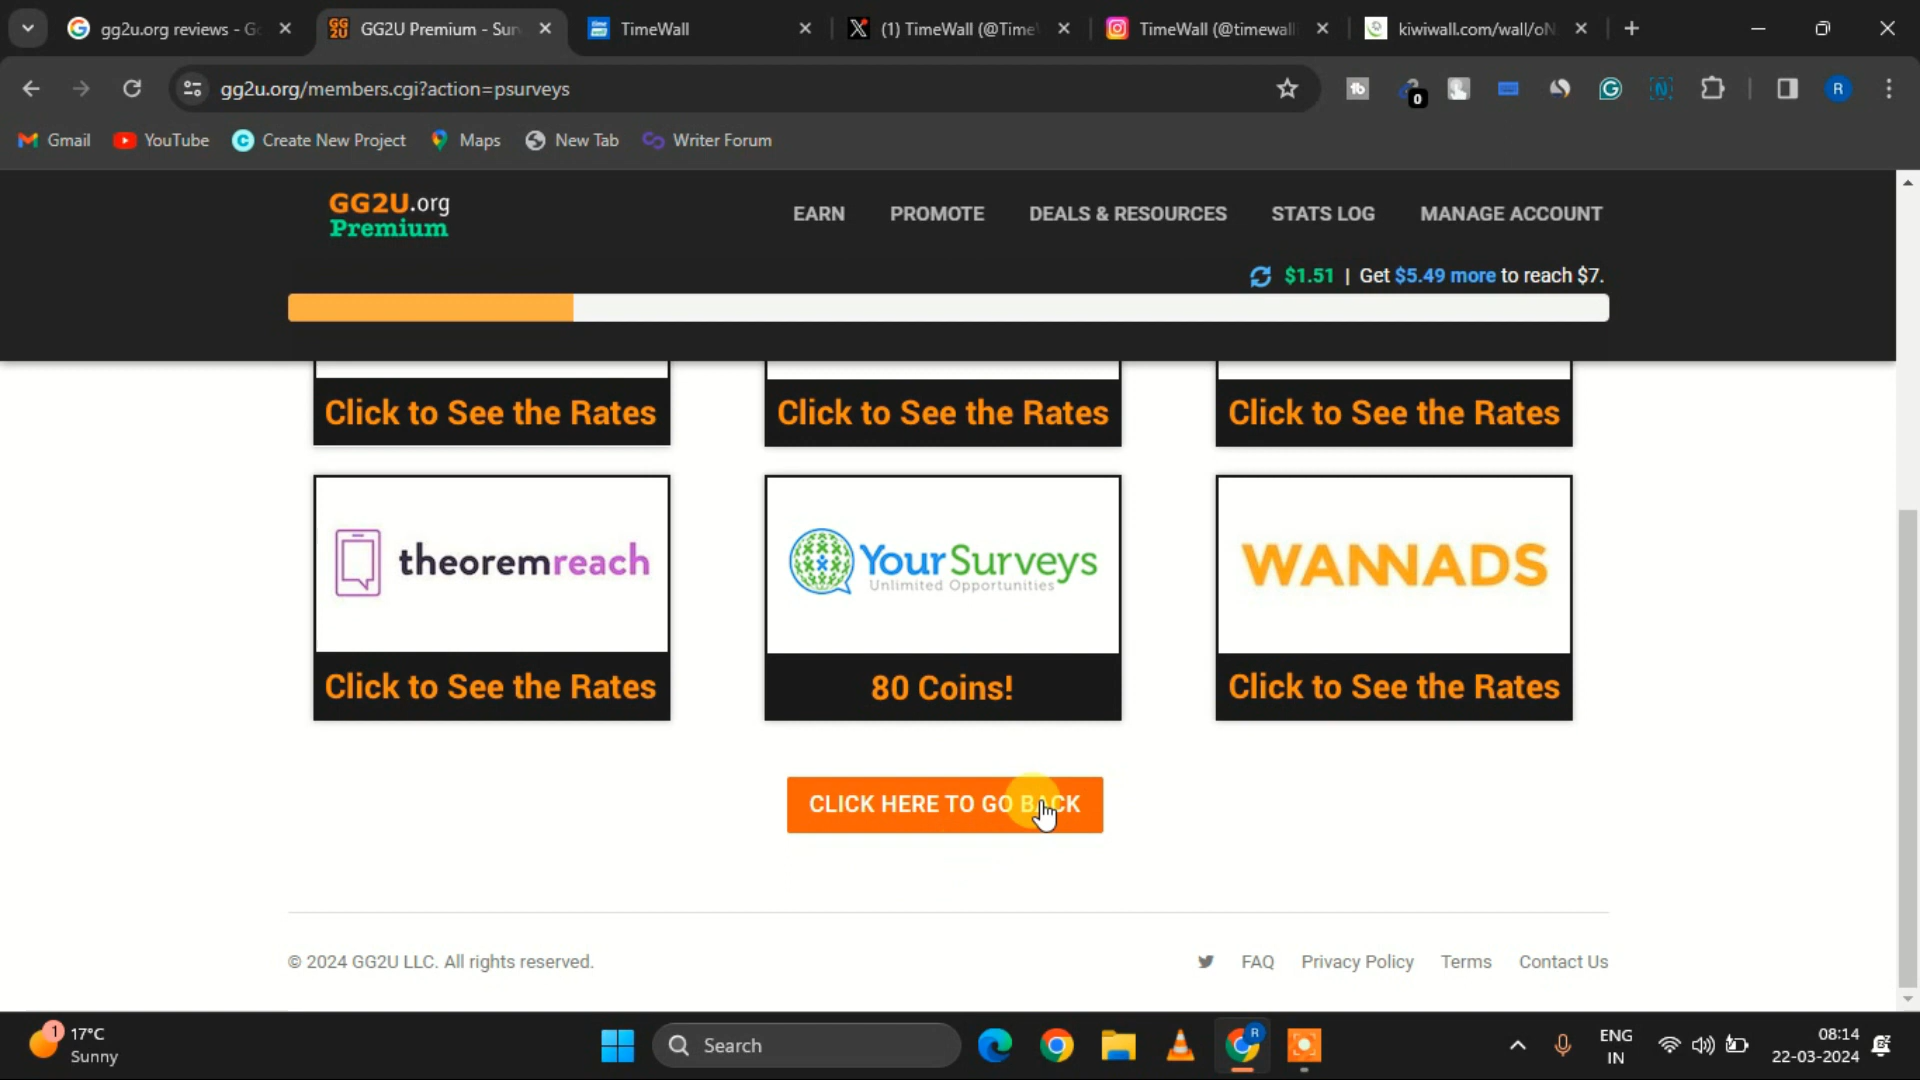 gg2u.org reviews - G
GG2U Premium - Sur
TimeWall
(1) TimeWall (@Time
TimeWall (@timewall
kiwiwall.com/wall/oN
gg2u.org/members.cgi?action=psurveys
0
R
Gmail
YouTube
Create New Project
Maps
New Tab
Writer Forum
GG2U.org
Premium
EARN
PROMOTE
DEALS & RESOURCES
STATS LOG
MANAGE ACCOUNT
$1.51 | Get $5.49 more to reach $7.
Click to See the Rates
Click to See the Rates
Click to See the Rates
theoremreach
YourSurveys
Unlimited Opportunities
WANNADS
Click to See the Rates
80 Coins!
Click to See the Rates
CLICK HERE TO GO BACK
© 2024 GG2U LLC. All rights reserved.
FAQ
Privacy Policy
Terms
Contact Us
1
17°C
Sunny
Search
R
ENG
IN
08:14
22-03-2024